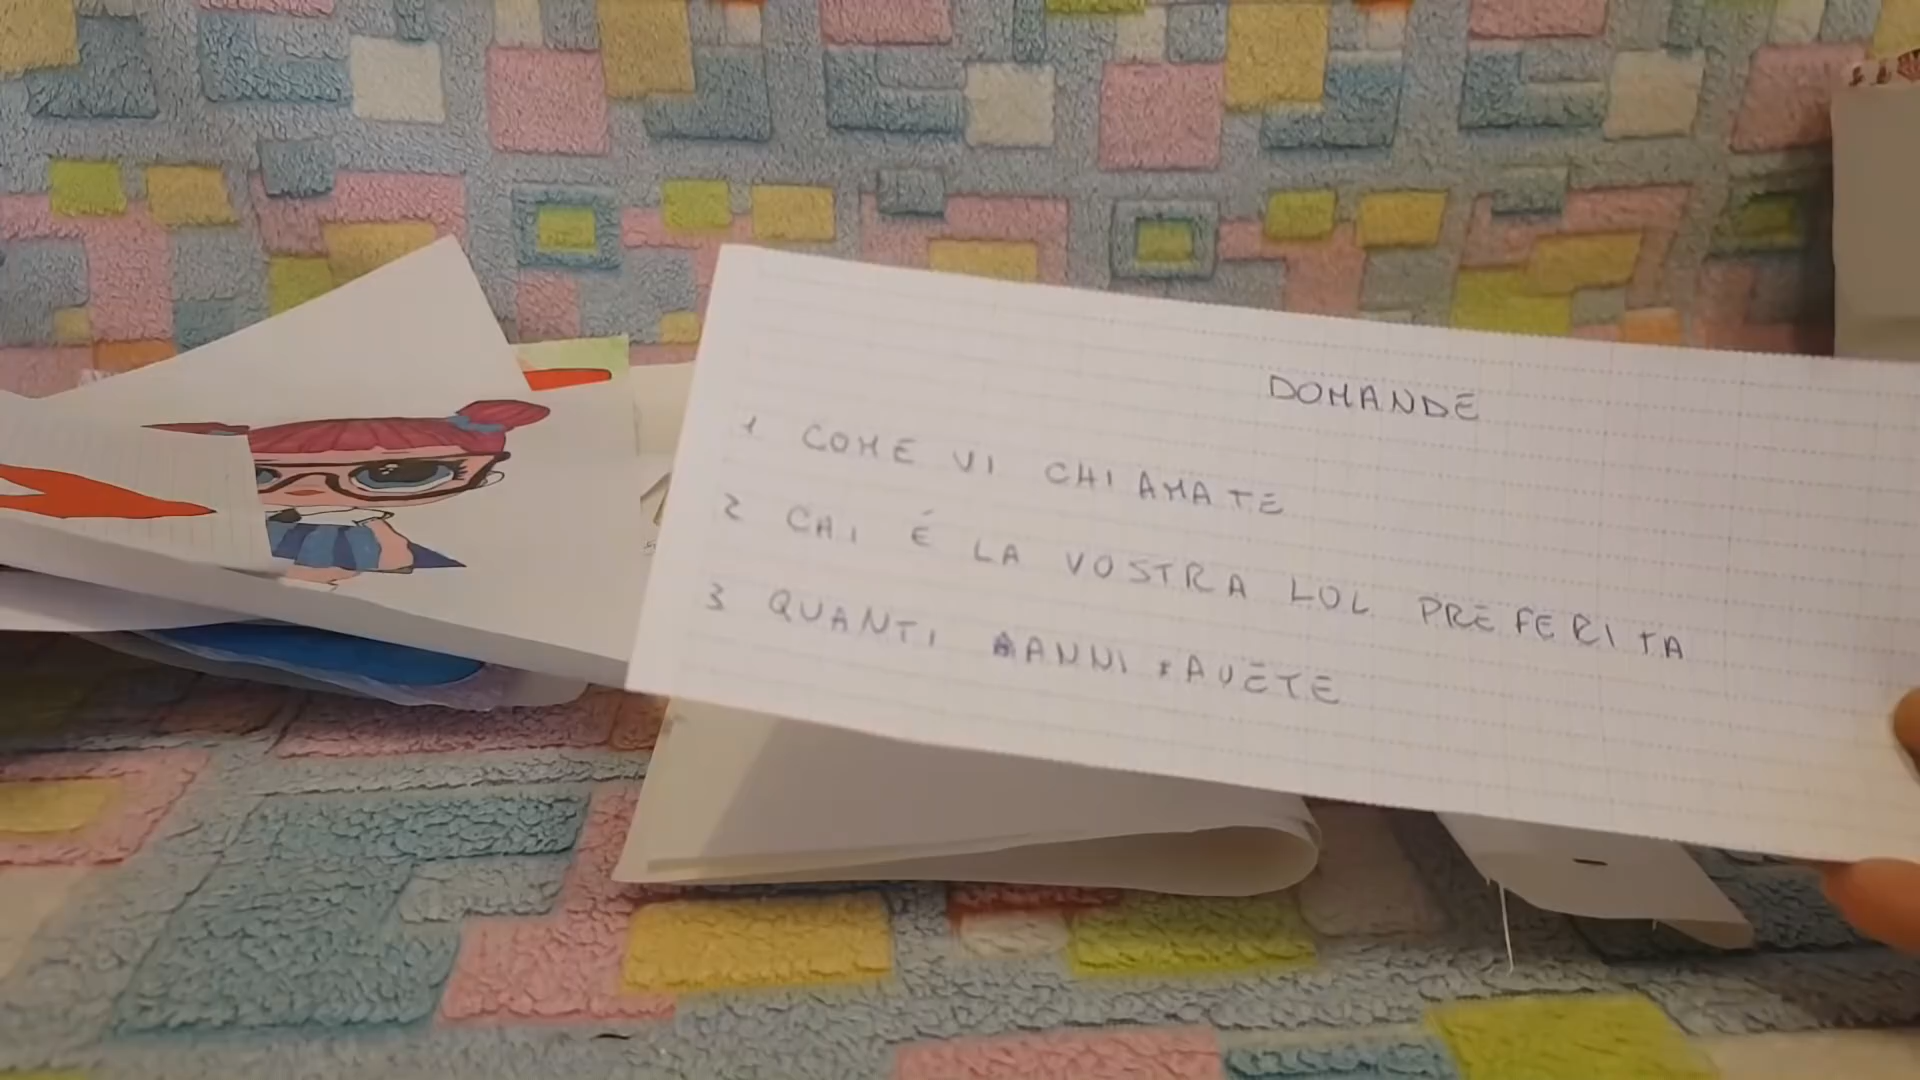 DOMANDE
1 COME VI CHIAMATE
2 CAI É LA VOSTRA LOL PREFERITA
3 QUANTI ANNI AVETE